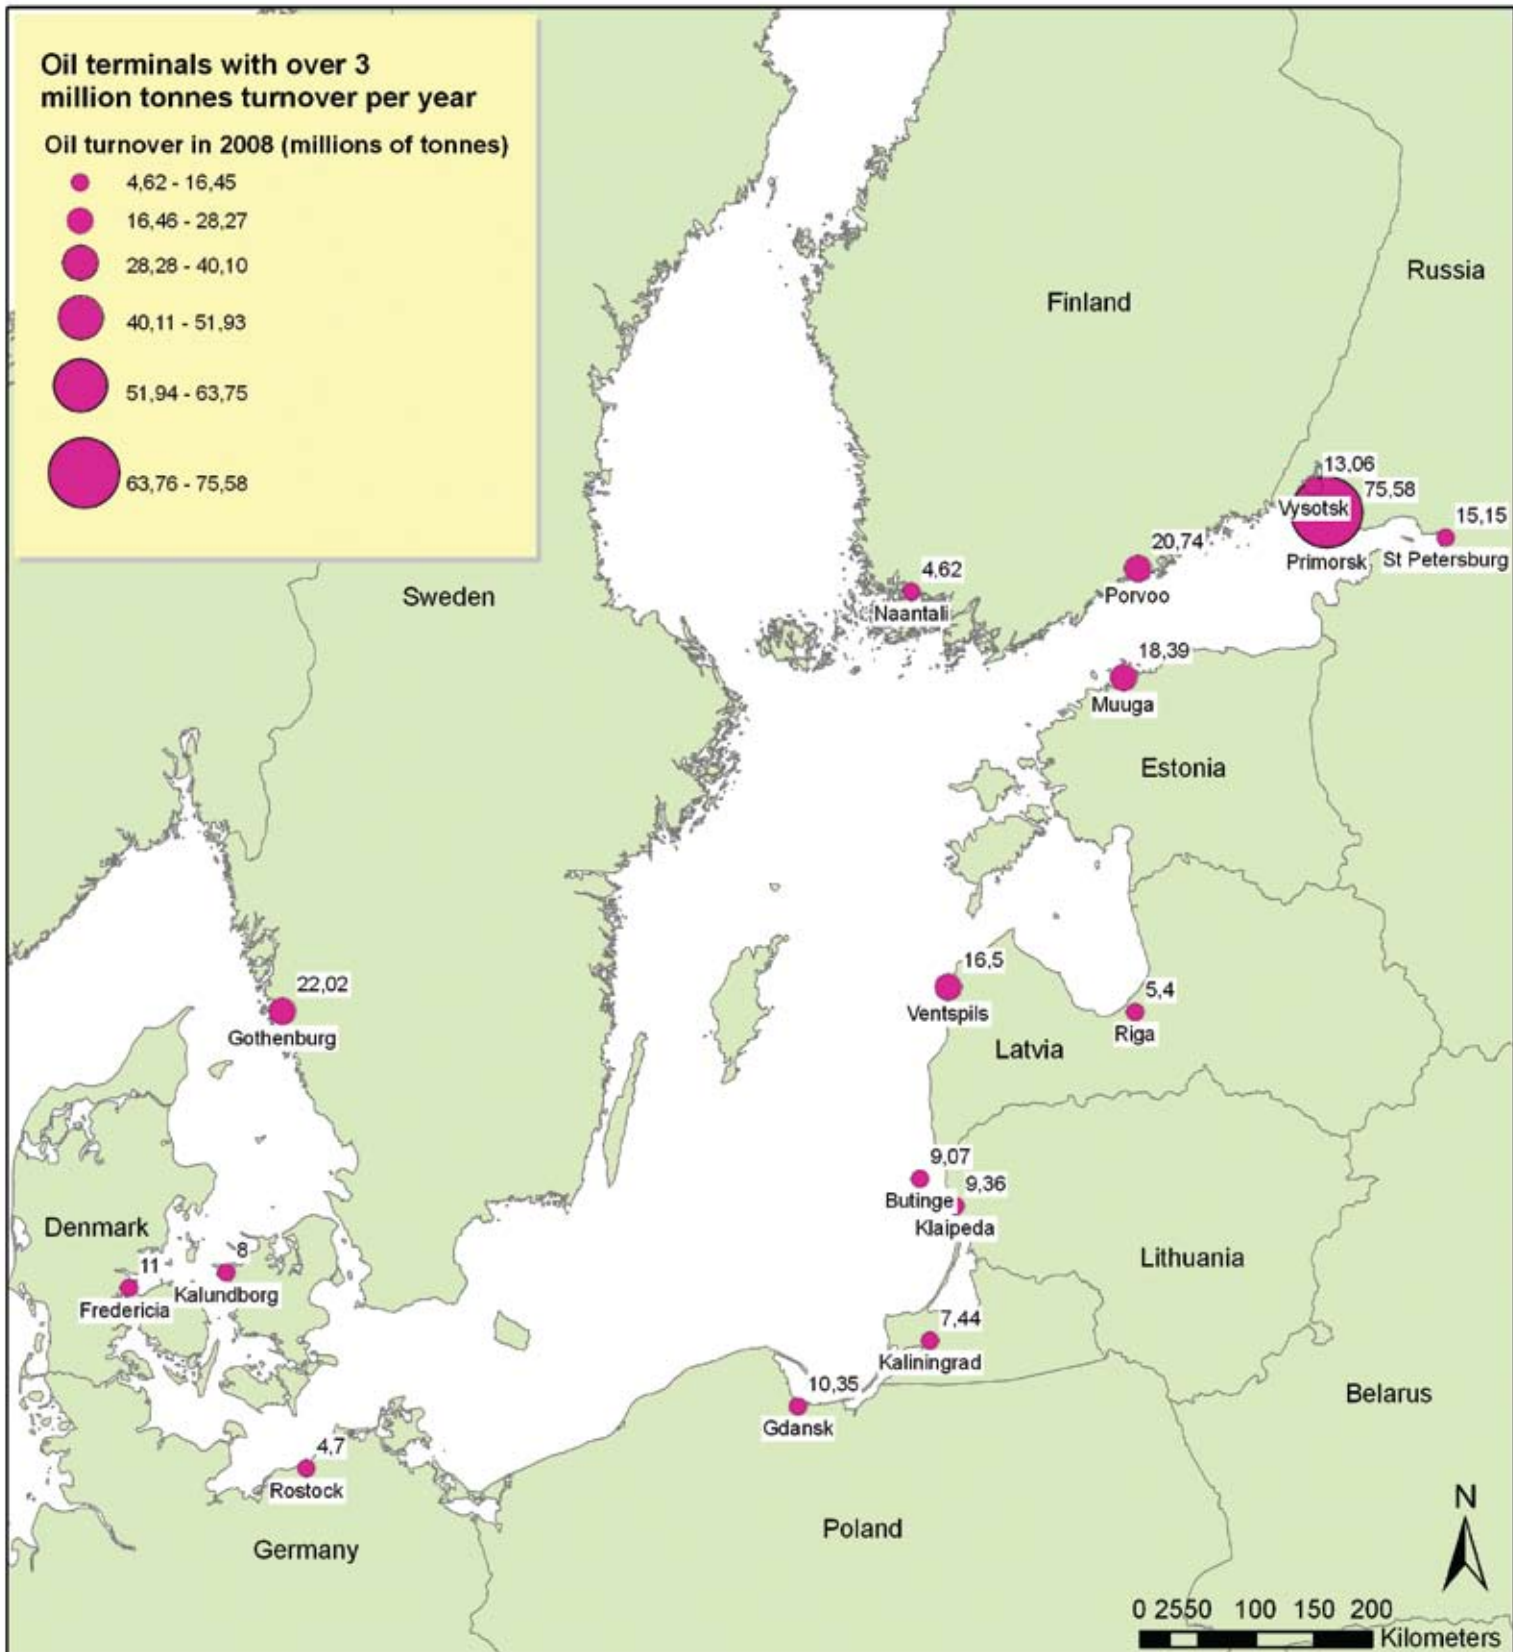 Oil terminals with over 3
million tonnes turnover per year
Oil turnover in 2008 (millions of tonnes)
4,62 - 16,45
16,46 - 28,27
28,28 - 40,10
40,11 - 51,93
51,94 - 63,75
63,76 - 75,58
Russia
Finland
13,06
75,58
Vysotsk
15,15
Primorsk
St Petersburg
20,74
Porvoo
4,62
Naantali
Sweden
18,39
Muuga
Estonia
16,5
Ventspils
5,4
Riga
Latvia
22,02
Gothenburg
9,07
Butinge
9,36
Klaipeda
Lithuania
Denmark
11
Fredericia
8
Kalundborg
7,44
Kaliningrad
10,35
Gdansk
Belarus
4,7
Rostock
Germany
Poland
N
0 25 50 100 150 200
Kilometers